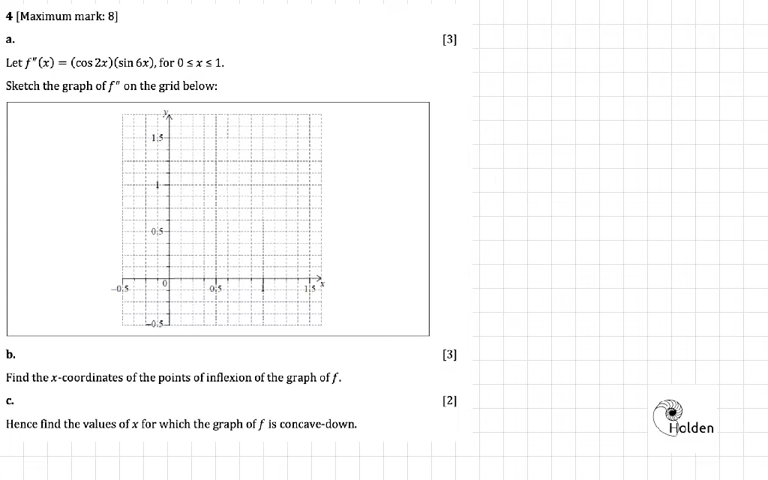 4 [Maximum mark: 8]
a. [3]
Let f″(x) = (cos 2x)(sin 6x), for 0 ≤ x ≤ 1.
Sketch the graph of f″ on the grid below:
y
1.5
1
0.5
-0.5 0 0.5 1 1.5 x
-0.5
b. [3]
Find the x-coordinates of the points of inflexion of the graph of f.
c. [2]
Hence find the values of x for which the graph of f is concave-down.
Holden